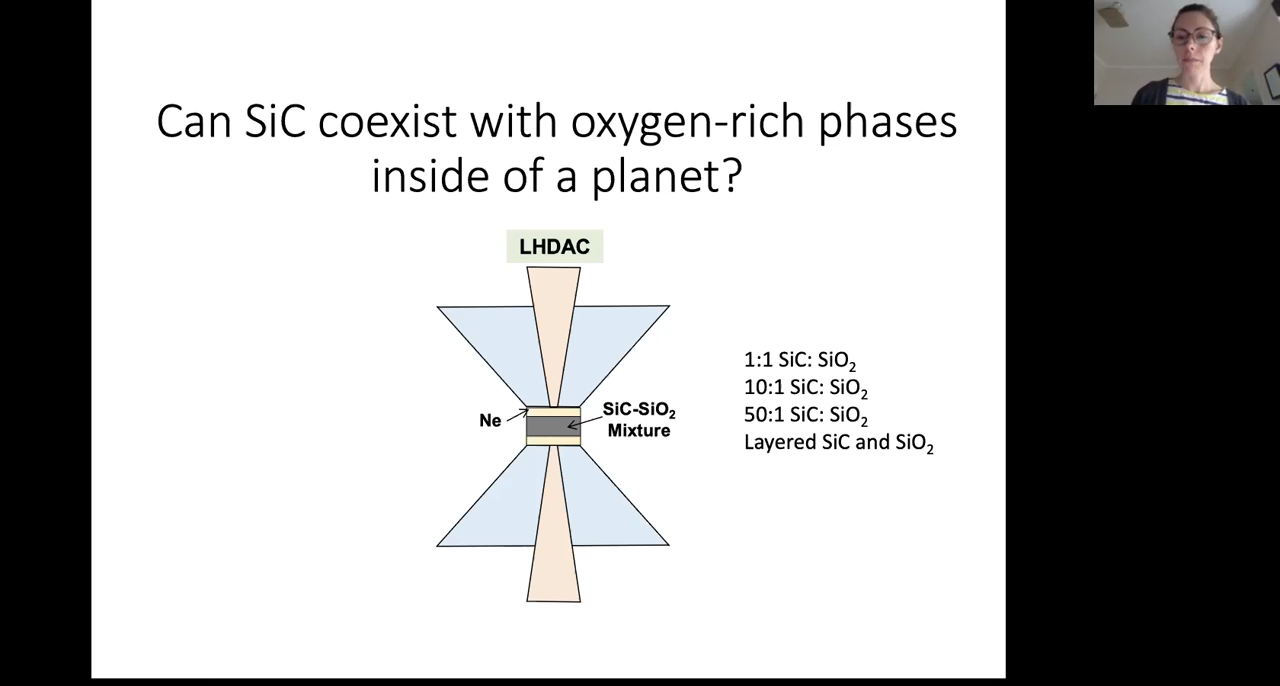 Can SiC coexist with oxygen-rich phases
inside of a planet?
LHDAC
Ne
SiC-SiO₂
Mixture
1:1 SiC: SiO₂
10:1 SiC: SiO₂
50:1 SiC: SiO₂
Layered SiC and SiO₂